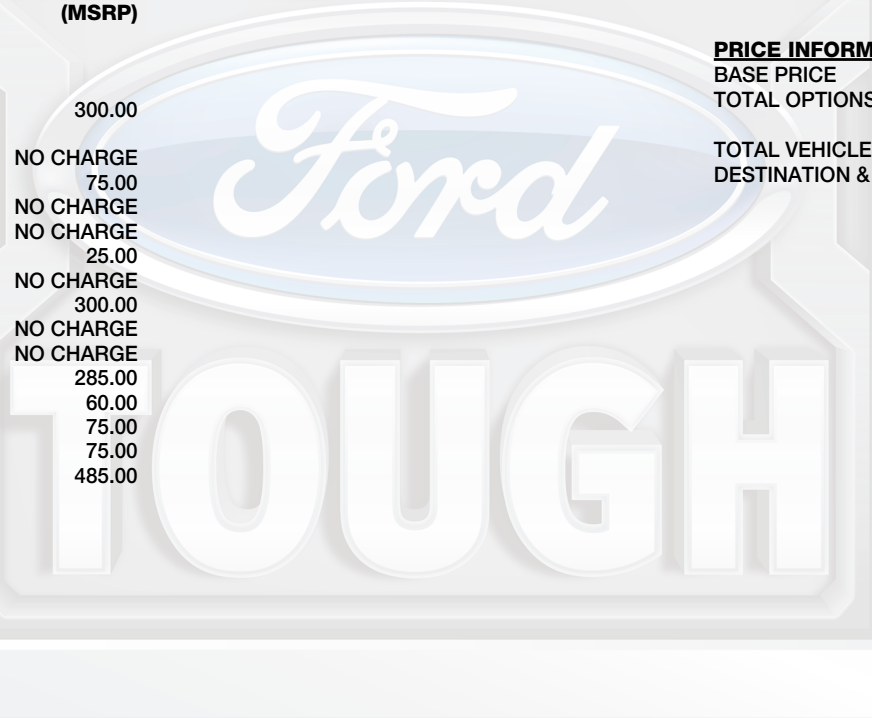 (MSRP)
300.00
NO CHARGE
75.00
NO CHARGE
NO CHARGE
25.00
NO CHARGE
300.00
NO CHARGE
NO CHARGE
285.00
60.00
75.00
75.00
485.00
PRICE INFORM
BASE PRICE
TOTAL OPTIONS
TOTAL VEHICLE
DESTINATION &
Ford
TOUGH